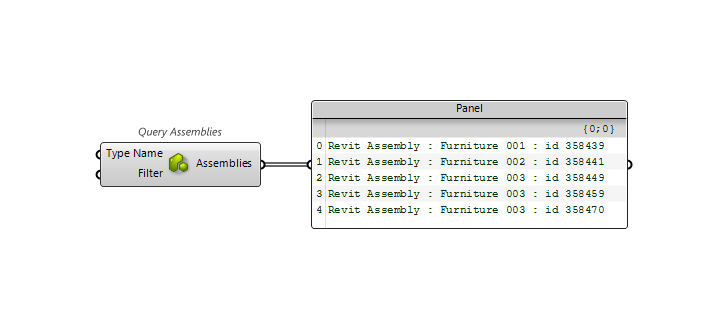 Query Assemblies
Type Name
Filter
Assemblies
Panel
{0;0}
0 Revit Assembly : Furniture 001 : id 358439
1 Revit Assembly : Furniture 002 : id 358441
2 Revit Assembly : Furniture 003 : id 358449
3 Revit Assembly : Furniture 003 : id 358459
4 Revit Assembly : Furniture 003 : id 358470